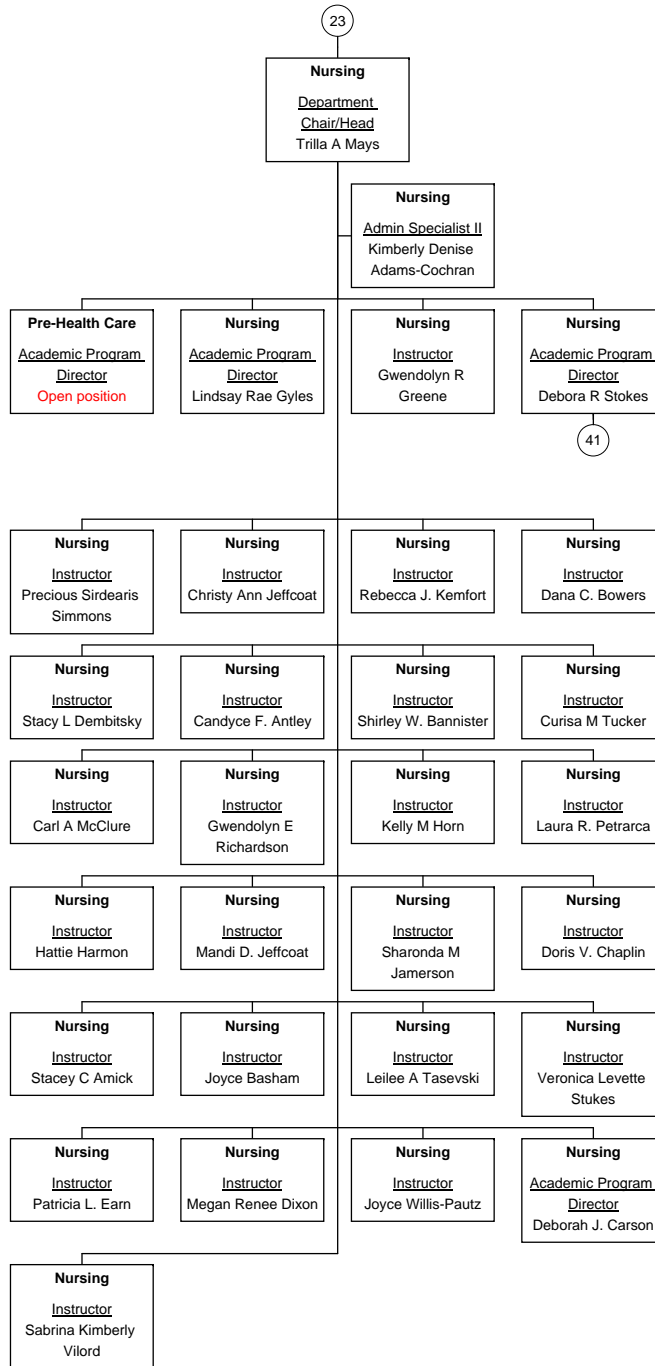 23
Nursing
Department
Chair/Head
Trilla A Mays
Nursing
Admin Specialist II
Kimberly Denise
Adams-Cochran
Pre-Health Care
Academic Program
Director
Open position
Nursing
Academic Program
Director
Lindsay Rae Gyles
Nursing
Instructor
Gwendolyn R
Greene
Nursing
Academic Program
Director
Debora R Stokes
41
Nursing
Instructor
Precious Sirdearis
Simmons
Nursing
Instructor
Christy Ann Jeffcoat
Nursing
Instructor
Rebecca J. Kemfort
Nursing
Instructor
Dana C. Bowers
Nursing
Instructor
Stacy L Dembitsky
Nursing
Instructor
Candyce F. Antley
Nursing
Instructor
Shirley W. Bannister
Nursing
Instructor
Curisa M Tucker
Nursing
Instructor
Carl A McClure
Nursing
Instructor
Gwendolyn E
Richardson
Nursing
Instructor
Kelly M Horn
Nursing
Instructor
Laura R. Petrarca
Nursing
Instructor
Hattie Harmon
Nursing
Instructor
Mandi D. Jeffcoat
Nursing
Instructor
Sharonda M
Jamerson
Nursing
Instructor
Doris V. Chaplin
Nursing
Instructor
Stacey C Amick
Nursing
Instructor
Joyce Basham
Nursing
Instructor
Leilee A Tasevski
Nursing
Instructor
Veronica Levette
Stukes
Nursing
Instructor
Patricia L. Earn
Nursing
Instructor
Megan Renee Dixon
Nursing
Instructor
Joyce Willis-Pautz
Nursing
Academic Program
Director
Deborah J. Carson
Nursing
Instructor
Sabrina Kimberly
Vilord